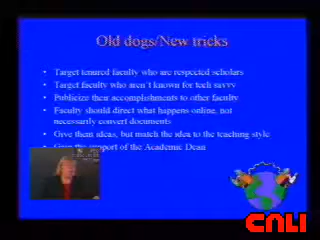 Old dogs/New tricks
• Target tenured faculty who are respected scholars
• Target faculty who aren't known for tech savvy
• Publicize their accomplishments to other faculty
• Faculty should direct what happens online, not
necessarily convert documents
• Give them ideas, but match the idea to the teaching style
• Gain the support of the Academic Dean
CNLI